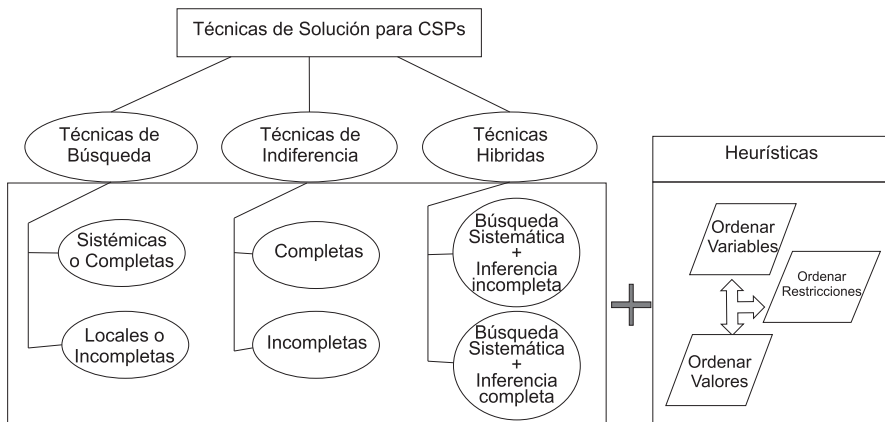 Técnicas de Solución para CSPs
Técnicas de
Búsqueda
Técnicas de
Indiferencia
Técnicas
Hibridas
Heurísticas
Sistémicas
o Completas
Locales o
Incompletas
Completas
Incompletas
Búsqueda
Sistemática
+
Inferencia
incompleta
Búsqueda
Sistemática
+
Inferencia
completa
Ordenar
Variables
Ordenar
Restricciones
Ordenar
Valores